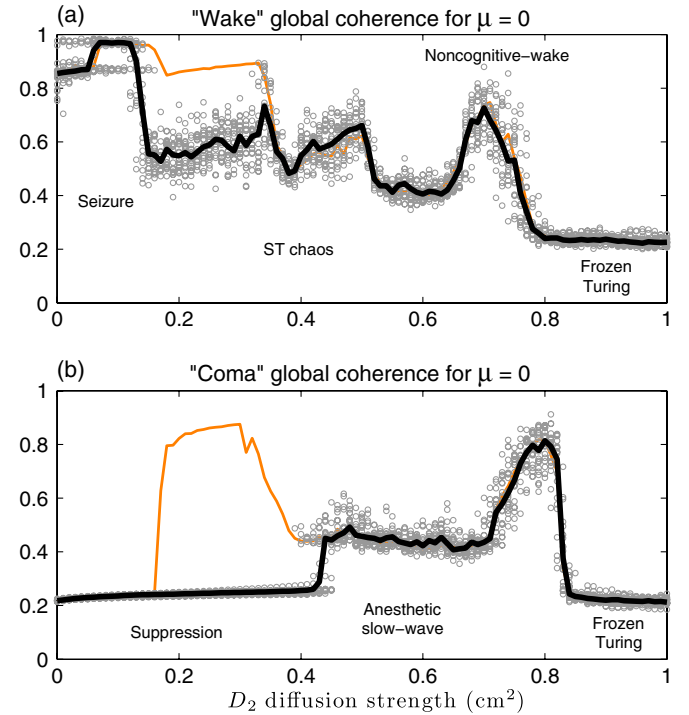 (a)
"Wake" global coherence for μ = 0
1
0.8
0.6
0.4
0.2
0
Noncognitive−wake
Seizure
ST chaos
Frozen
Turing
0
0.2
0.4
0.6
0.8
1
(b)
"Coma" global coherence for μ = 0
1
0.8
0.6
0.4
0.2
0
Suppression
Anesthetic
slow−wave
Frozen
Turing
0
0.2
0.4
0.6
0.8
1
D₂ diffusion strength (cm²)